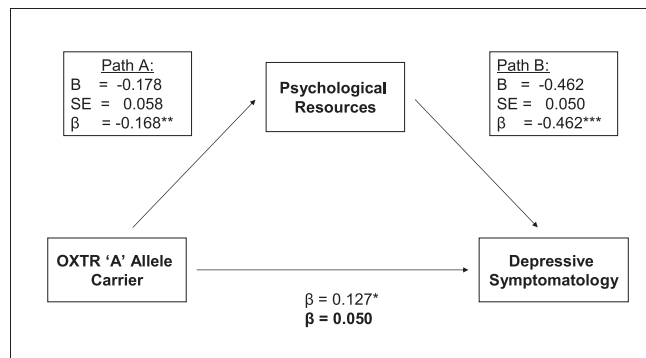 Path A:
B = -0.178
SE = 0.058
β = -0.168**
Psychological
Resources
Path B:
B = -0.462
SE = 0.050
β = -0.462***
OXTR ‘A’ Allele
Carrier
Depressive
Symptomatology
β = 0.127*
β = 0.050